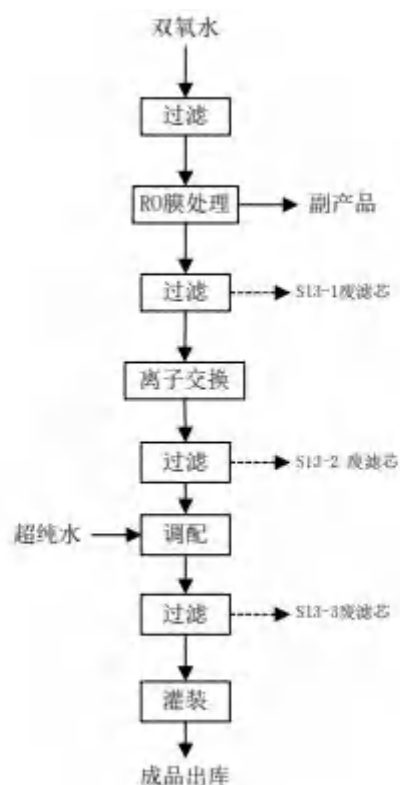 双氧水
过滤
RO膜处理
副产品
过滤
S13-1废滤芯
离子交换
过滤
S13-2 废滤芯
超纯水
调配
过滤
S13-3废滤芯
灌装
成品出库